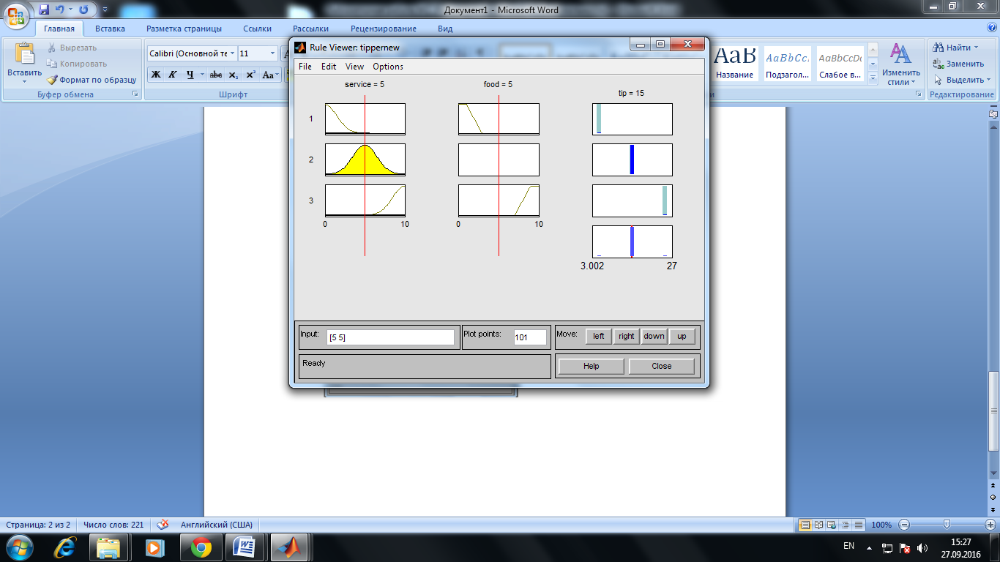 Документ1 - Microsoft Word
Главная Вставка Разметка страницы Ссылки Рассылки Рецензирование Вид
Вставить
Вырезать
Копировать
Формат по образцу
Буфер обмена
Calibri (Основной те 11
Ж К Ч abc x₂ x² Aa
Шрифт
AaB AaBbCc. AaBbCcDc
Название Подзагол... Слабое в...
Изменить стили
Найти
Заменить
Выделить
Редактирование
Rule Viewer: tippernew
File Edit View Options
service = 5 food = 5 tip = 15
1
2
3
0 10 0 10
3.002 27
Input: [5 5] Plot points: 101 Move: left right down up
Ready Help Close
Страница: 2 из 2 Число слов: 221 Английский (США) 100%
EN 15:27
27.09.2016